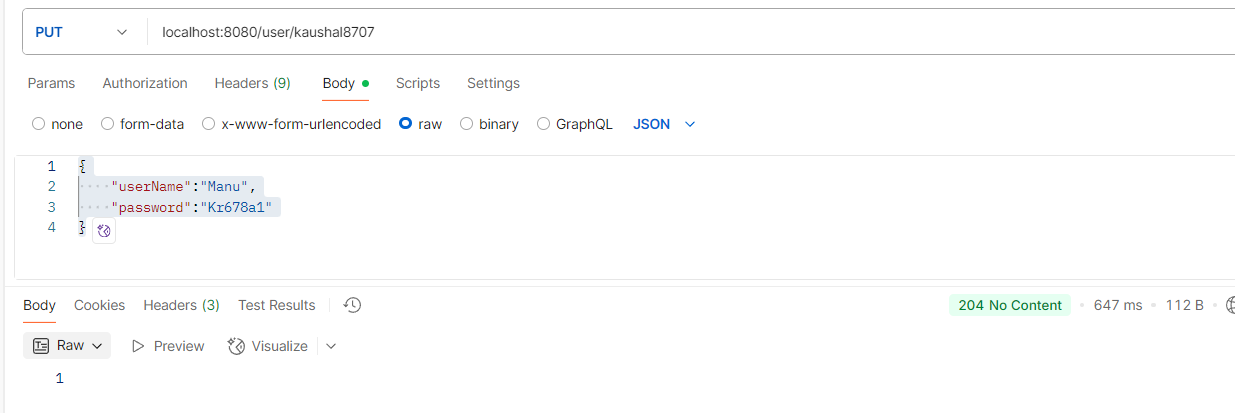 PUT localhost:8080/user/kaushal8707
Params Authorization Headers (9) Body Scripts Settings
none form-data x-www-form-urlencoded raw binary GraphQL JSON
1 {
2 "userName":"Manu",
3 "password":"Kr678a1"
4 }
Body Cookies Headers (3) Test Results 204 No Content 647 ms 112 B
Raw Preview Visualize
1